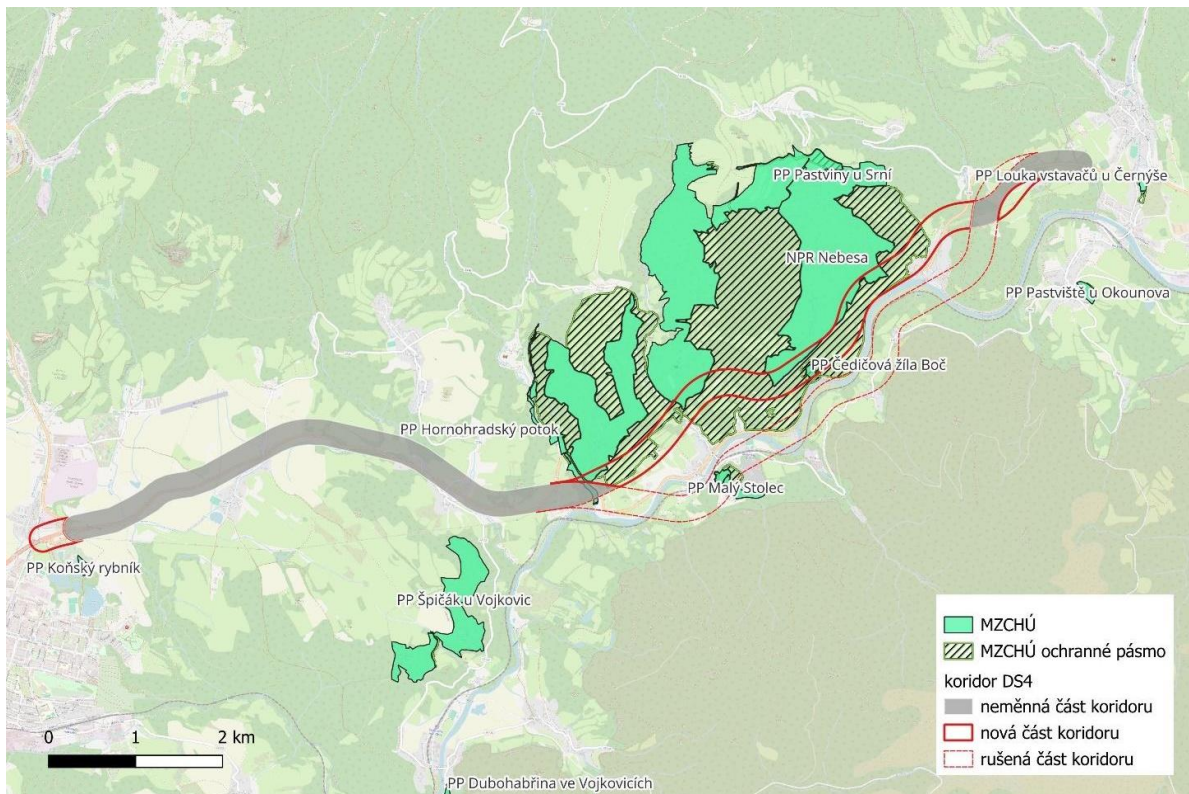 PP Pastviny u Srní
PP Louka vstavačů u Černýše
NPR Nebesa
PP Pastviště u Okounova
PP Čedičová žíla Boč
PP Hornohradský potok
PP Malý Stolec
PP Koňský rybník
PP Špičák u Vojkovic
PP Dubohabřina ve Vojkovicích
0 1 2 km
MZCHÚ
MZCHÚ ochranné pásmo
koridor DS4
neměnná část koridoru
nová část koridoru
rušená část koridoru